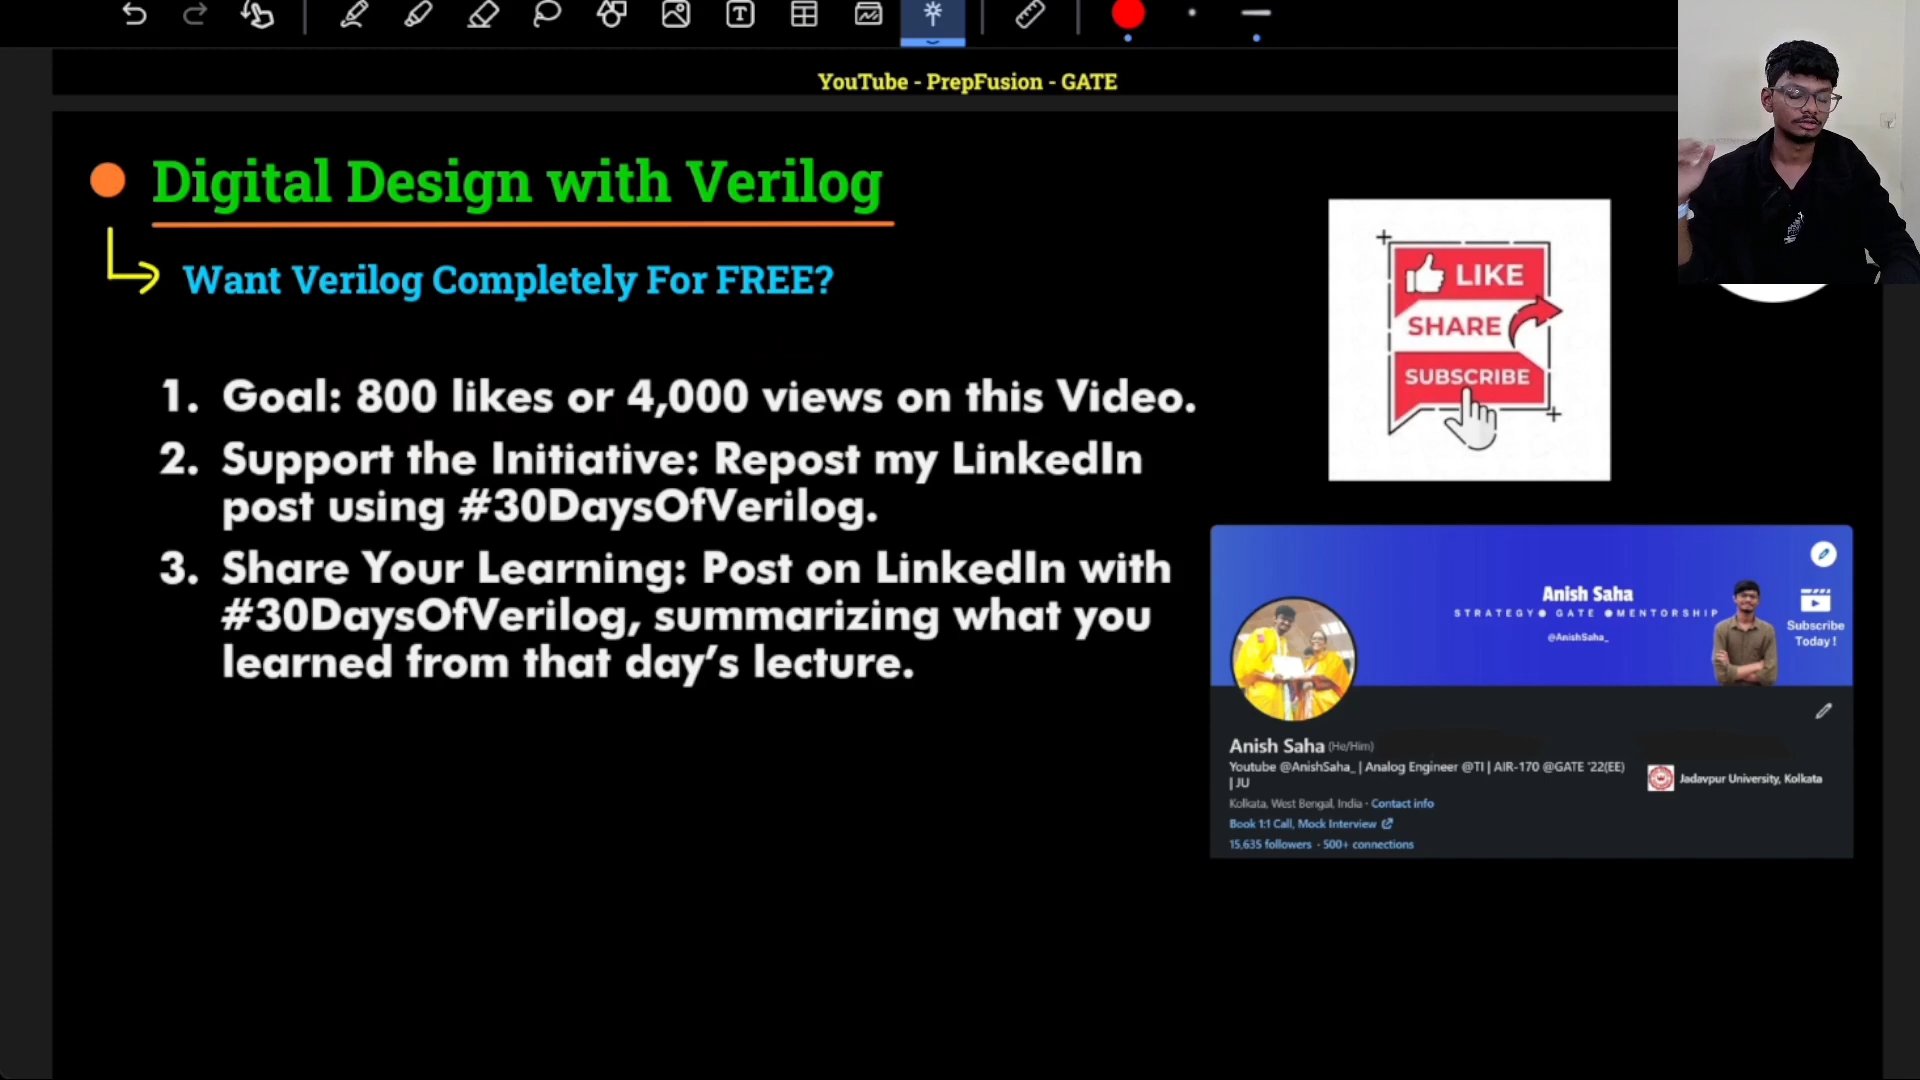 YouTube - PrepFusion - GATE
Digital Design with Verilog
Want Verilog Completely For FREE?
1. Goal: 800 likes or 4,000 views on this Video.
2. Support the Initiative: Repost my LinkedIn
post using #30DaysOfVerilog.
3. Share Your Learning: Post on LinkedIn with
#30DaysOfVerilog, summarizing what you
learned from that day's lecture.
LIKE
SHARE
SUBSCRIBE
Anish Saha
STRATEGY● GATE ●MENTORSHIP
@AnishSaha_
Subscribe
Today!
Anish Saha (He/Him)
Youtube @AnishSaha_ | Analog Engineer @TI | AIR-170 @GATE '22(EE)
| JU
Jadavpur University, Kolkata
Kolkata, West Bengal, India · Contact info
Book 1:1 Call, Mock Interview
15,635 followers · 500+ connections